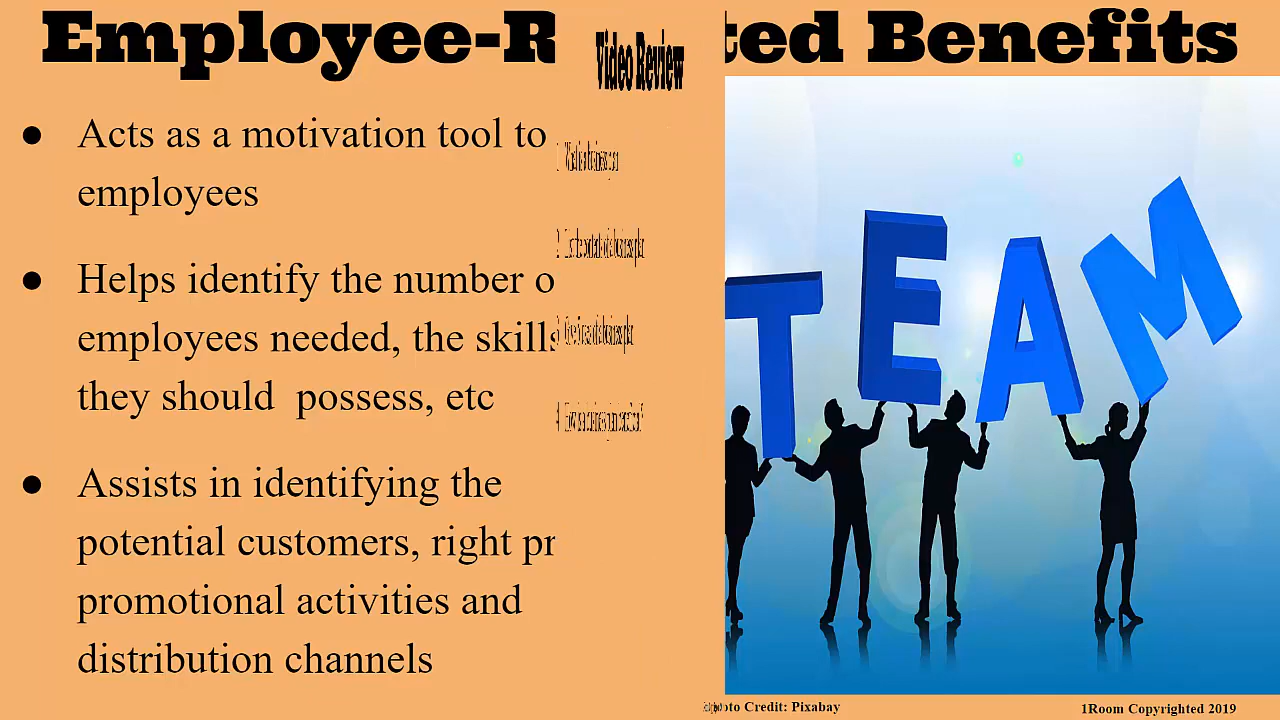 Employee-R ted Benefits
Video Review
Acts as a motivation tool to
employees
Helps identify the number o
employees needed, the skills
they should possess, etc
Assists in identifying the
potential customers, right pr
promotional activities and
distribution channels
TEAM
oto Credit: Pixabay
1Room Copyrighted 2019